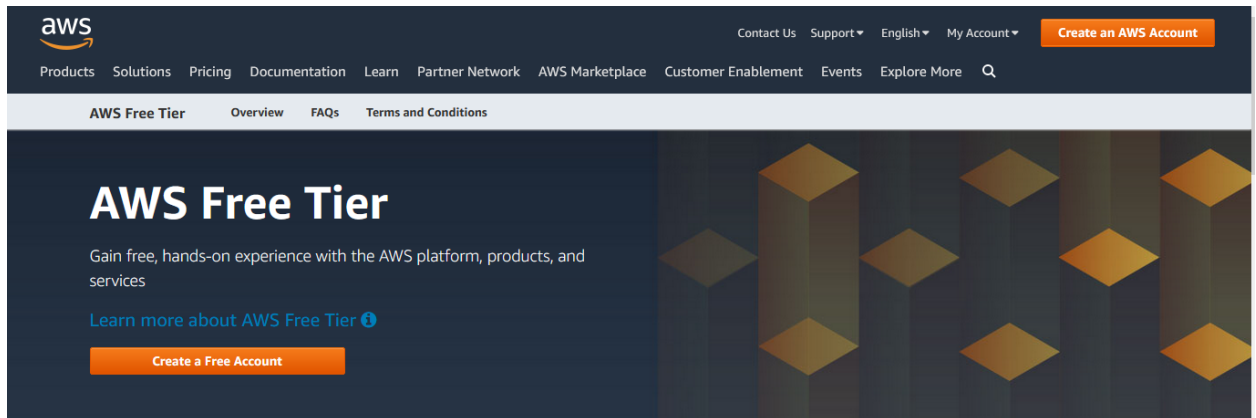 aws
Contact Us Support English My Account Create an AWS Account
Products Solutions Pricing Documentation Learn Partner Network AWS Marketplace Customer Enablement Events Explore More
AWS Free Tier Overview FAQs Terms and Conditions
AWS Free Tier
Gain free, hands-on experience with the AWS platform, products, and
services
Learn more about AWS Free Tier
Create a Free Account